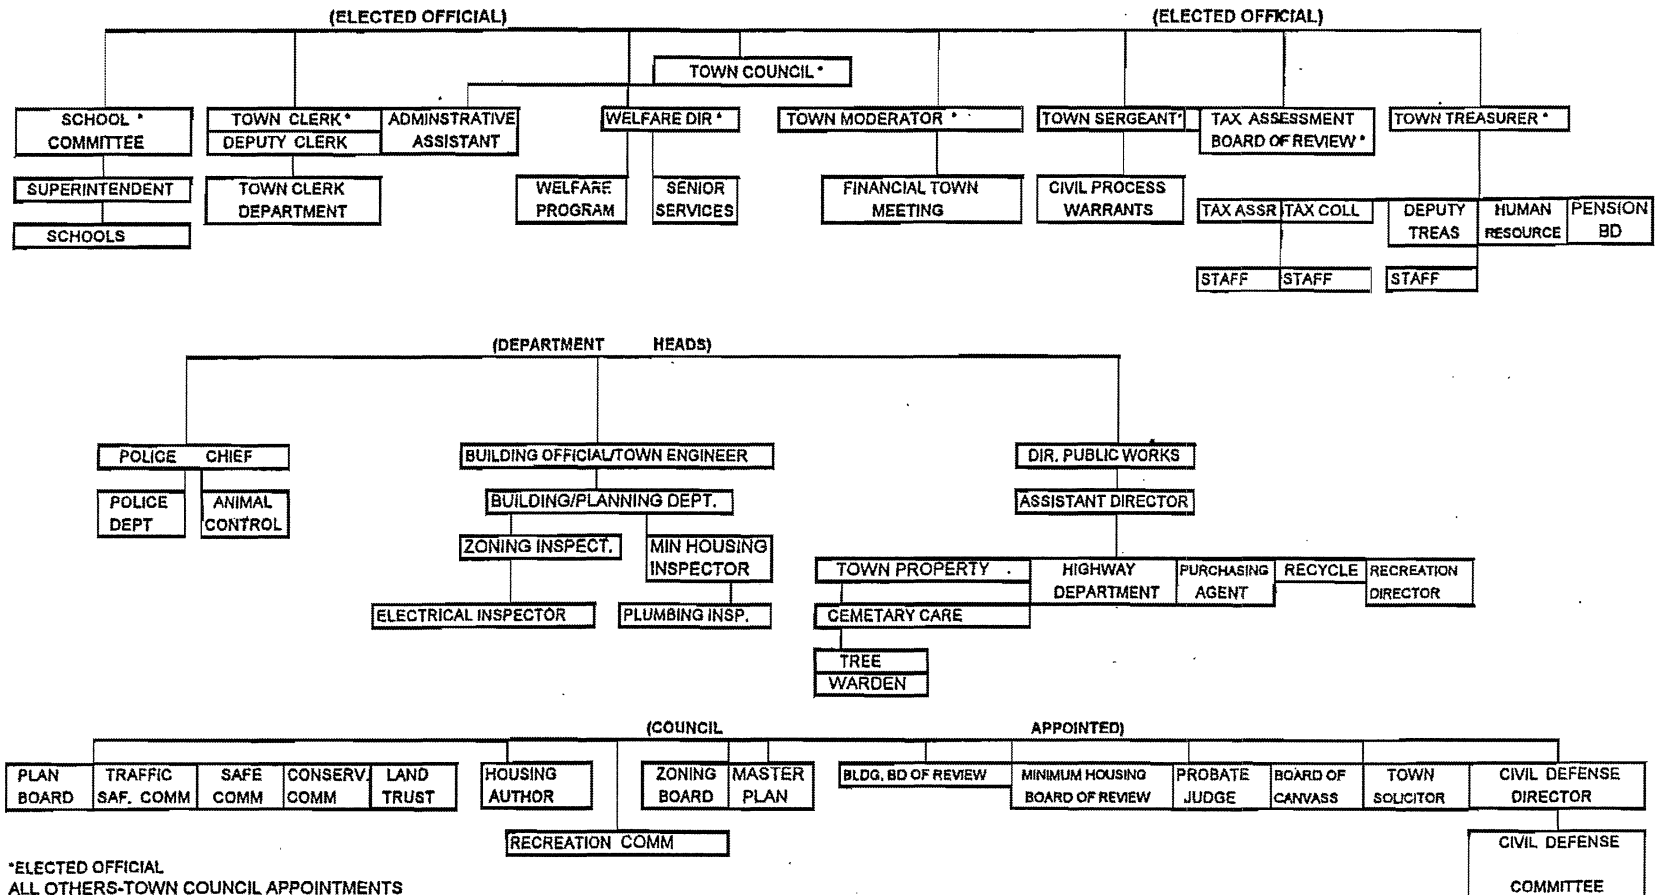 (ELECTED OFFICIAL) (ELECTED OFFICIAL)
TOWN COUNCIL *
SCHOOL *
COMMITTEE
TOWN CLERK *
DEPUTY CLERK
ADMINSTRATIVE
ASSISTANT
WELFARE DIR *
TOWN MODERATOR *
TOWN SERGEANT*
TAX ASSESSMENT
BOARD OF REVIEW *
TOWN TREASURER *
SUPERINTENDENT
SCHOOLS
TOWN CLERK
DEPARTMENT
WELFARE
PROGRAM
SENIOR
SERVICES
FINANCIAL TOWN
MEETING
CIVIL PROCESS
WARRANTS
TAX ASSR
TAX COLL
DEPUTY
TREAS
HUMAN
RESOURCE
PENSION
BD
STAFF
STAFF
STAFF
(DEPARTMENT HEADS)
POLICE CHIEF
POLICE
DEPT
ANIMAL
CONTROL
BUILDING OFFICIAL/TOWN ENGINEER
BUILDING/PLANNING DEPT.
ZONING INSPECT.
MIN HOUSING
INSPECTOR
ELECTRICAL INSPECTOR
PLUMBING INSP.
DIR. PUBLIC WORKS
ASSISTANT DIRECTOR
TOWN PROPERTY
HIGHWAY
DEPARTMENT
PURCHASING
AGENT
RECYCLE
RECREATION
DIRECTOR
CEMETARY CARE
TREE
WARDEN
(COUNCIL APPOINTED)
PLAN
BOARD
TRAFFIC
SAF. COMM
SAFE
COMM
CONSERV.
COMM
LAND
TRUST
HOUSING
AUTHOR
ZONING
BOARD
MASTER
PLAN
BLDG, BD OF REVIEW
MINIMUM HOUSING
BOARD OF REVIEW
PROBATE
JUDGE
BOARD OF
CANVASS
TOWN
SOLICITOR
CIVIL DEFENSE
DIRECTOR
RECREATION COMM
CIVIL DEFENSE
COMMITTEE
*ELECTED OFFICIAL
ALL OTHERS-TOWN COUNCIL APPOINTMENTS